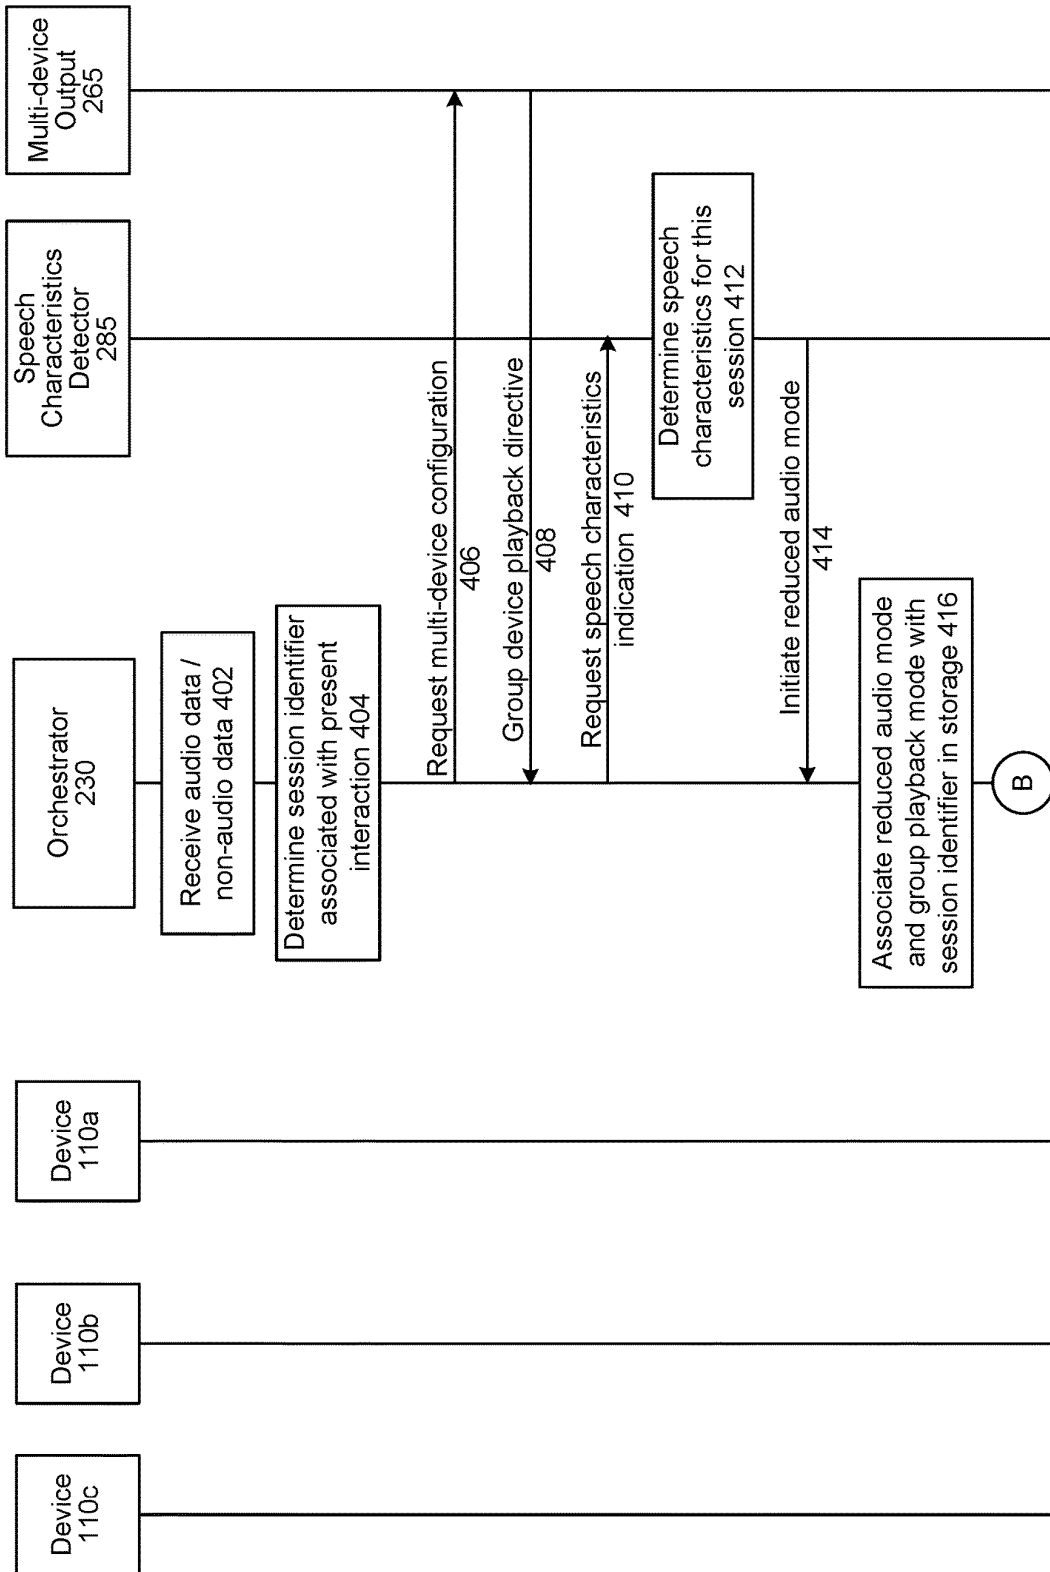 Device
110c
Device
110b
Device
110a
Orchestrator
230
Speech
Characteristics
Detector
285
Multi-device
Output
265
Receive audio data /
non-audio data 402
Determine session identifier
associated with present
interaction 404
Request multi-device configuration
406
Group device playback directive
408
Request speech characteristics
indication 410
Determine speech
characteristics for this
session 412
Initiate reduced audio mode
414
Associate reduced audio mode
and group playback mode with
session identifier in storage 416
B